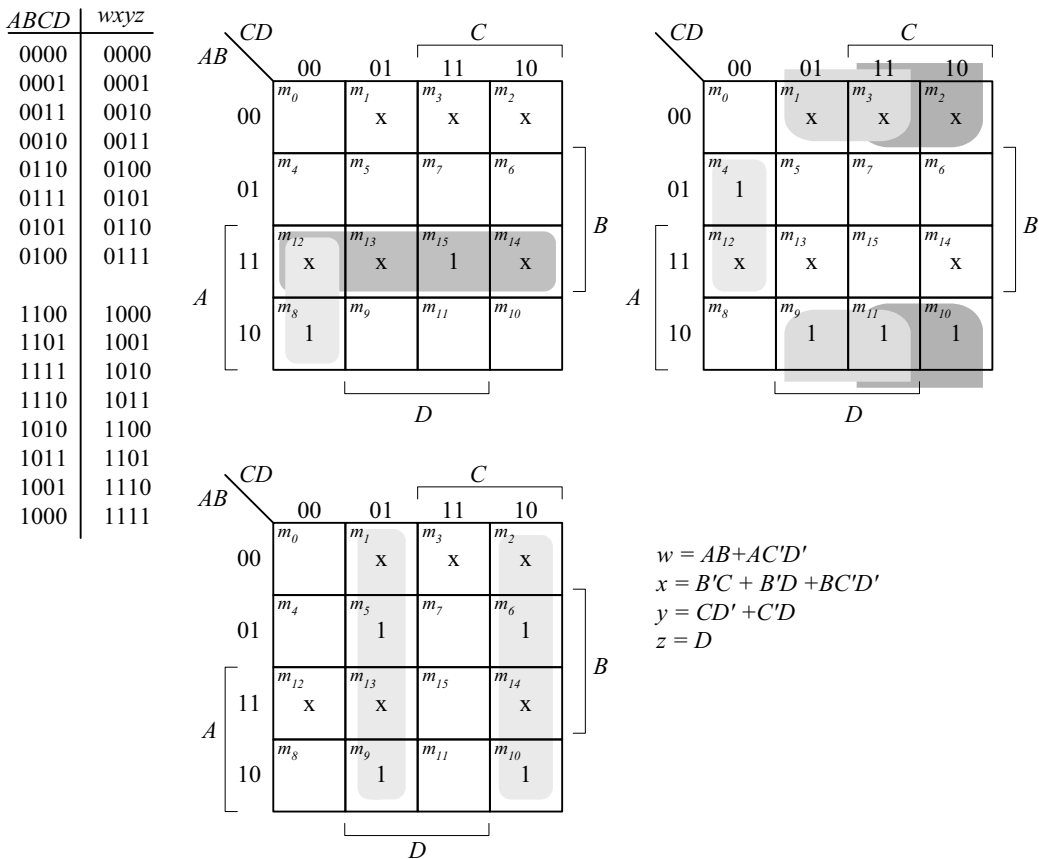 ABCD wxyz
0000 0000
0001 0001
0011 0010
0010 0011
0110 0100
0111 0101
0101 0110
0100 0111
1100 1000
1101 1001
1111 1010
1110 1011
1010 1100
1011 1101
1001 1110
1000 1111
CD C
AB
00 01 11 10
m0 m1 m3 m2
00 x x x
m4 m5 m7 m6
01
B
m12 m13 m15 m14
11 x x 1 x
A
m8 m9 m11 m10
10 1
D
CD C
AB
00 01 11 10
m0 m1 m3 m2
00 x x x
m4 m5 m7 m6
01 1
B
m12 m13 m15 m14
11 x x x
A
m8 m9 m11 m10
10 1 1 1
D
CD C
AB
00 01 11 10
m0 m1 m3 m2
00 x x x
m4 m5 m7 m6
01 1 1
B
m12 m13 m15 m14
11 x x x
A
m8 m9 m11 m10
10 1 1
D
w = AB+AC'D'
x = B'C + B'D +BC'D'
y = CD' +C'D
z = D